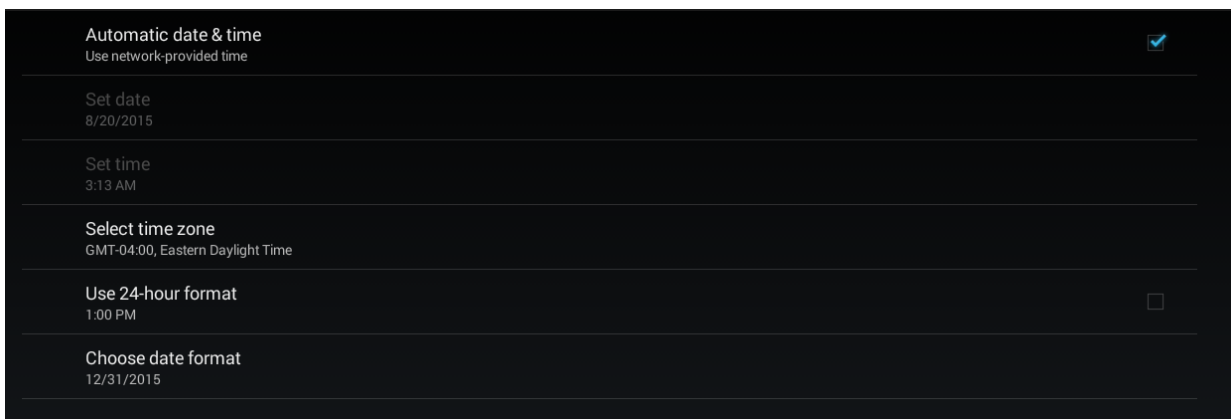 Automatic date & time
Use network-provided time
Set date
8/20/2015
Set time
3:13 AM
Select time zone
GMT-04:00, Eastern Daylight Time
Use 24-hour format
1:00 PM
Choose date format
12/31/2015